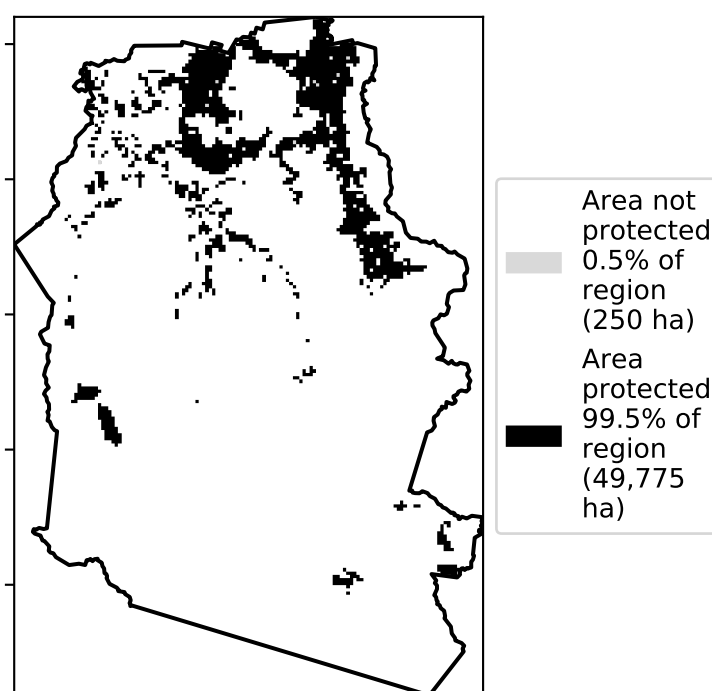 Area not
protected
0.5% of
region
(250 ha)
Area
protected
99.5% of
region
(49,775
ha)